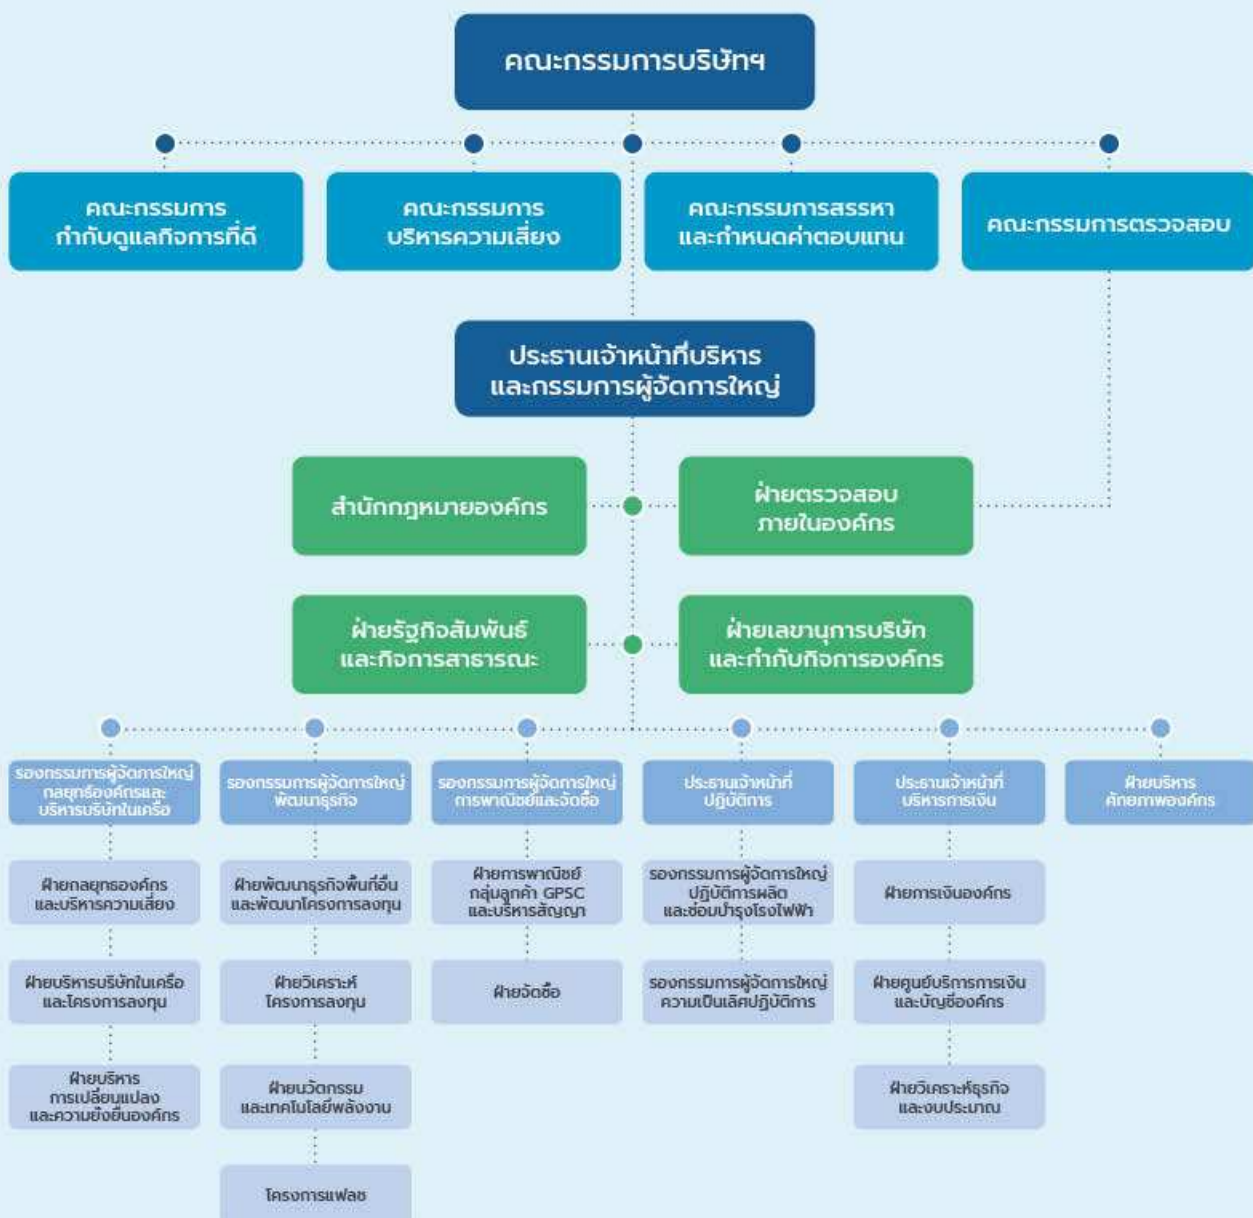 คณะกรรมการบริษัทฯ
คณะกรรมการ
กำกับดูแลกิจการที่ดี
คณะกรรมการ
บริหารความเสี่ยง
คณะกรรมการสรรหา
และกำหนดค่าตอบแทน
คณะกรรมการตรวจสอบ
ประธานเจ้าหน้าที่บริหาร
และกรรมการผู้จัดการใหญ่
สำนักกฎหมายองค์กร
ฝ่ายตรวจสอบ
ภายในองค์กร
ฝ่ายรัฐกิจสัมพันธ์
และกิจการสาธารณะ
ฝ่ายเลขานุการบริษัท
และกำกับกิจการองค์กร
รองกรรมการผู้จัดการใหญ่
กลยุทธ์องค์กรและ
บริหารบริษัทในเครือ
รองกรรมการผู้จัดการใหญ่
พัฒนาธุรกิจ
รองกรรมการผู้จัดการใหญ่
การพาณิชย์และจัดซื้อ
ประธานเจ้าหน้าที่
ปฏิบัติการ
ประธานเจ้าหน้าที่
บริหารการเงิน
ฝ่ายบริหาร
ศักยภาพองค์กร
ฝ่ายกลยุทธองค์กร
และบริหารความเสี่ยง
ฝ่ายพัฒนาธุรกิจพื้นที่อื่น
และพัฒนาโครงการลงทุน
ฝ่ายการพาณิชย์
กลุ่มลูกค้า GPSC
และบริหารสัญญา
รองกรรมการผู้จัดการใหญ่
ปฏิบัติการผลิต
และซ่อมบำรุงโรงไฟฟ้า
ฝ่ายการเงินองค์กร
ฝ่ายบริหารบริษัทในเครือ
และโครงการลงทุน
ฝ่ายวิเคราะห์
โครงการลงทุน
ฝ่ายจัดซื้อ
รองกรรมการผู้จัดการใหญ่
ความเป็นเลิศปฏิบัติการ
ฝ่ายศูนย์บริการการเงิน
และบัญชีองค์กร
ฝ่ายบริหาร
การเปลี่ยนแปลง
และความยั่งยืนองค์กร
ฝ่ายนวัตกรรม
และเทคโนโลยีพลังงาน
ฝ่ายวิเคราะห์ธุรกิจ
และงบประมาณ
โครงการแฟลช